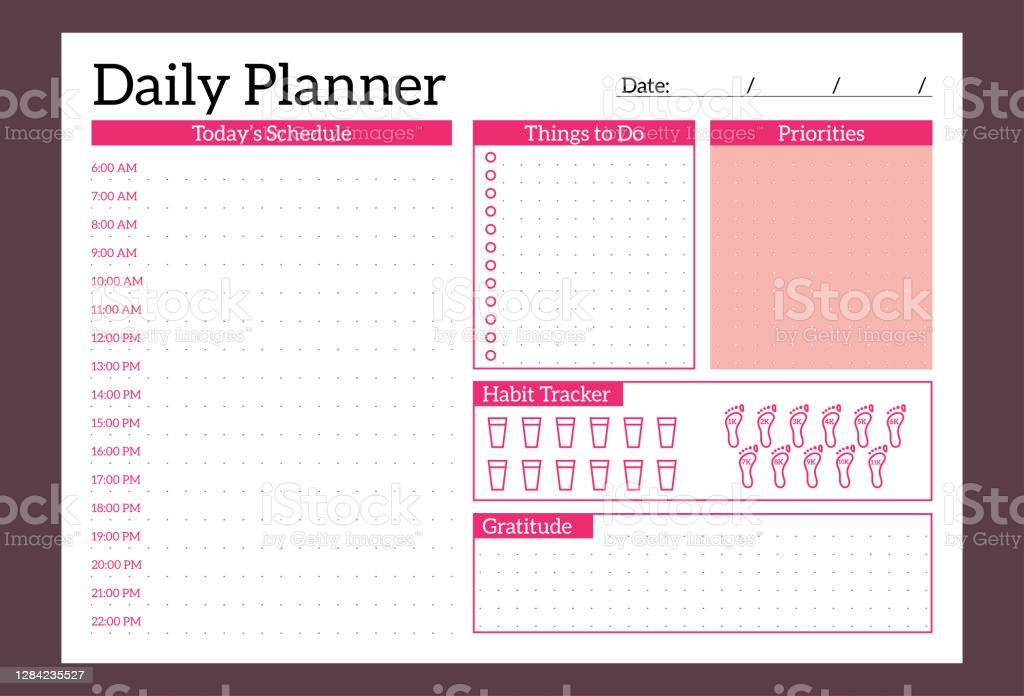 Daily Planner
Date: / / /
Today's Schedule
6:00 AM
7:00 AM
8:00 AM
9:00 AM
10:00 AM
11:00 AM
12:00 PM
13:00 PM
14:00 PM
15:00 PM
16:00 PM
17:00 PM
18:00 PM
19:00 PM
20:00 PM
21:00 PM
22:00 PM
Things to Do
Priorities
Habit Tracker
1K 2K 3K 4K 5K 6K
7K 8K 9K 10K 11K
Gratitude
iStock
by Getty Images™
1284235527